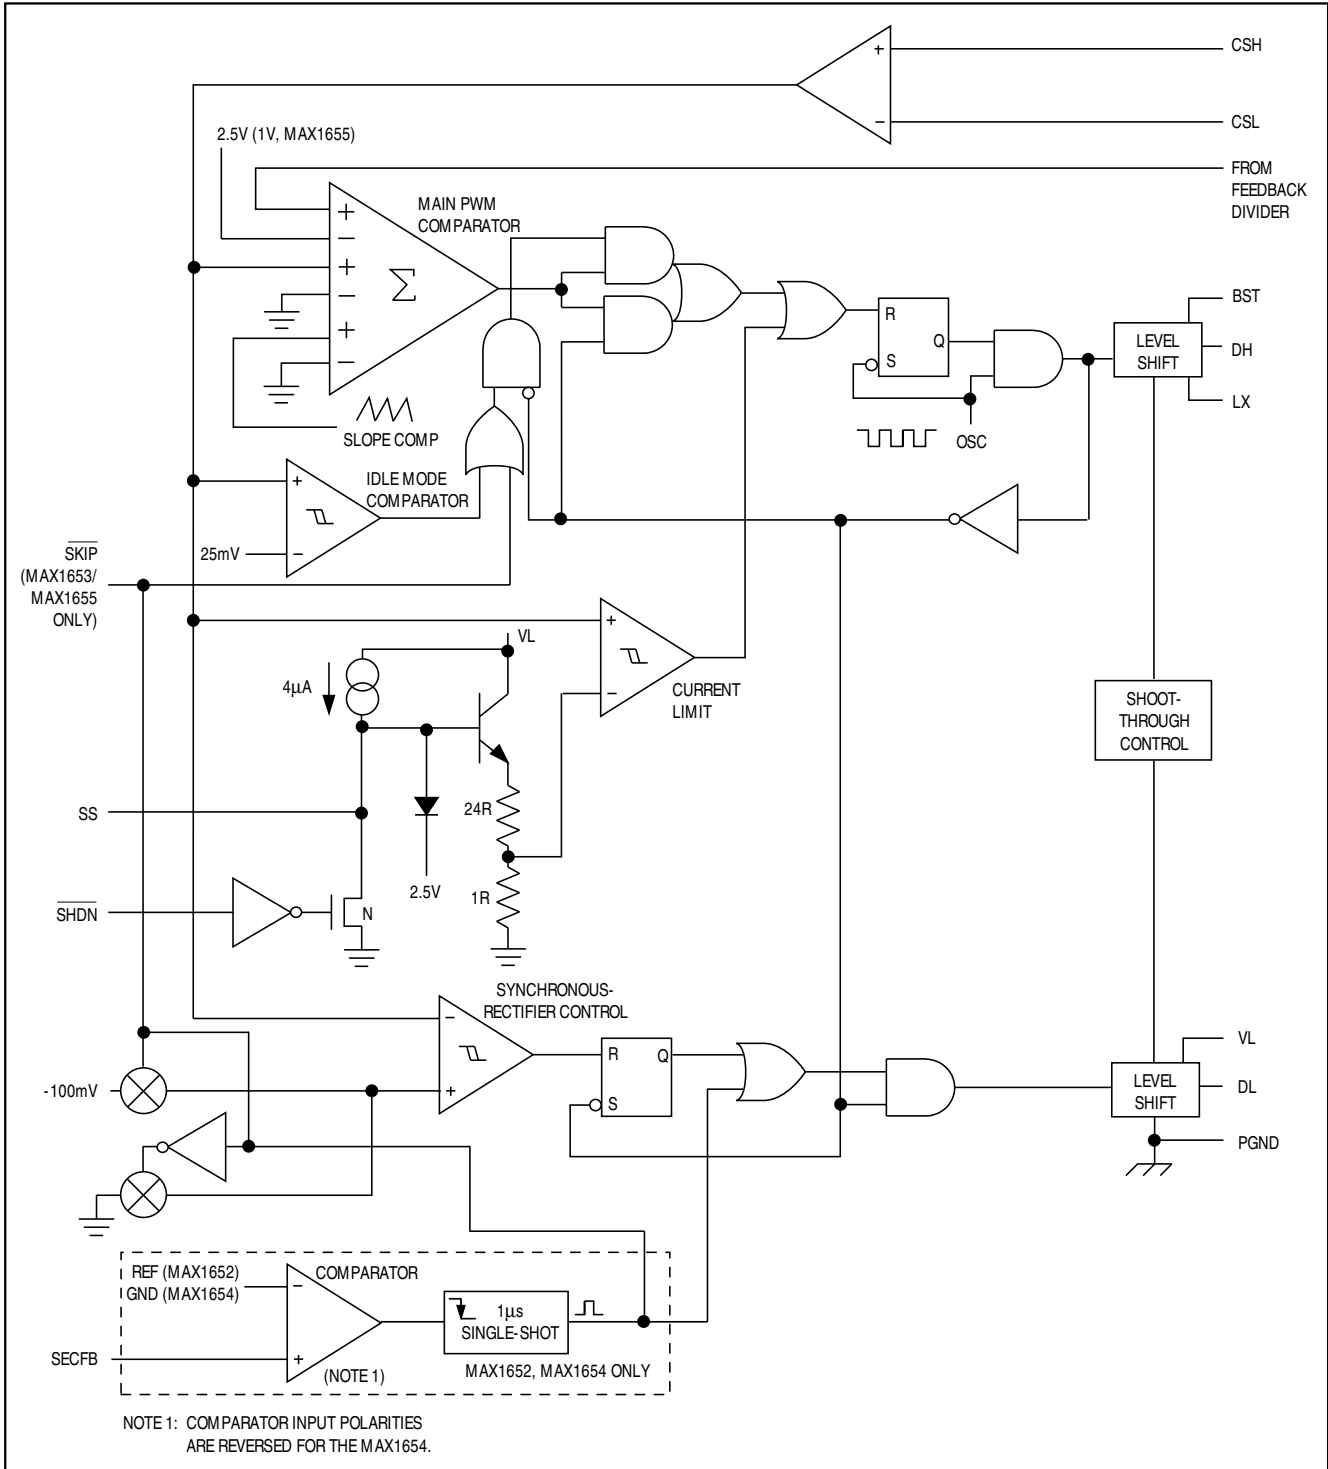 CSH
CSL
2.5V (1V, MAX1655)
FROM
FEEDBACK
DIVIDER
MAIN PWM
COMPARATOR
+
−
+
−
+
−
+
−
Σ
R
Q
S
LEVEL
SHIFT
BST
DH
LX
OSC
SLOPE COMP
IDLE MODE
COMPARATOR
+
−
25mV
SKIP
(MAX1653/
MAX1655
ONLY)
VL
4μA
+
−
CURRENT
LIMIT
SHOOT-
THROUGH
CONTROL
SS
24R
2.5V
1R
SHDN
N
SYNCHRONOUS-
RECTIFIER CONTROL
−
+
R
Q
S
-100mV
VL
LEVEL
SHIFT
DL
PGND
REF (MAX1652)
GND (MAX1654)
COMPARATOR
−
+
1μs
SINGLE-SHOT
SECFB
(NOTE 1)
MAX1652, MAX1654 ONLY
NOTE 1: COMPARATOR INPUT POLARITIES
ARE REVERSED FOR THE MAX1654.